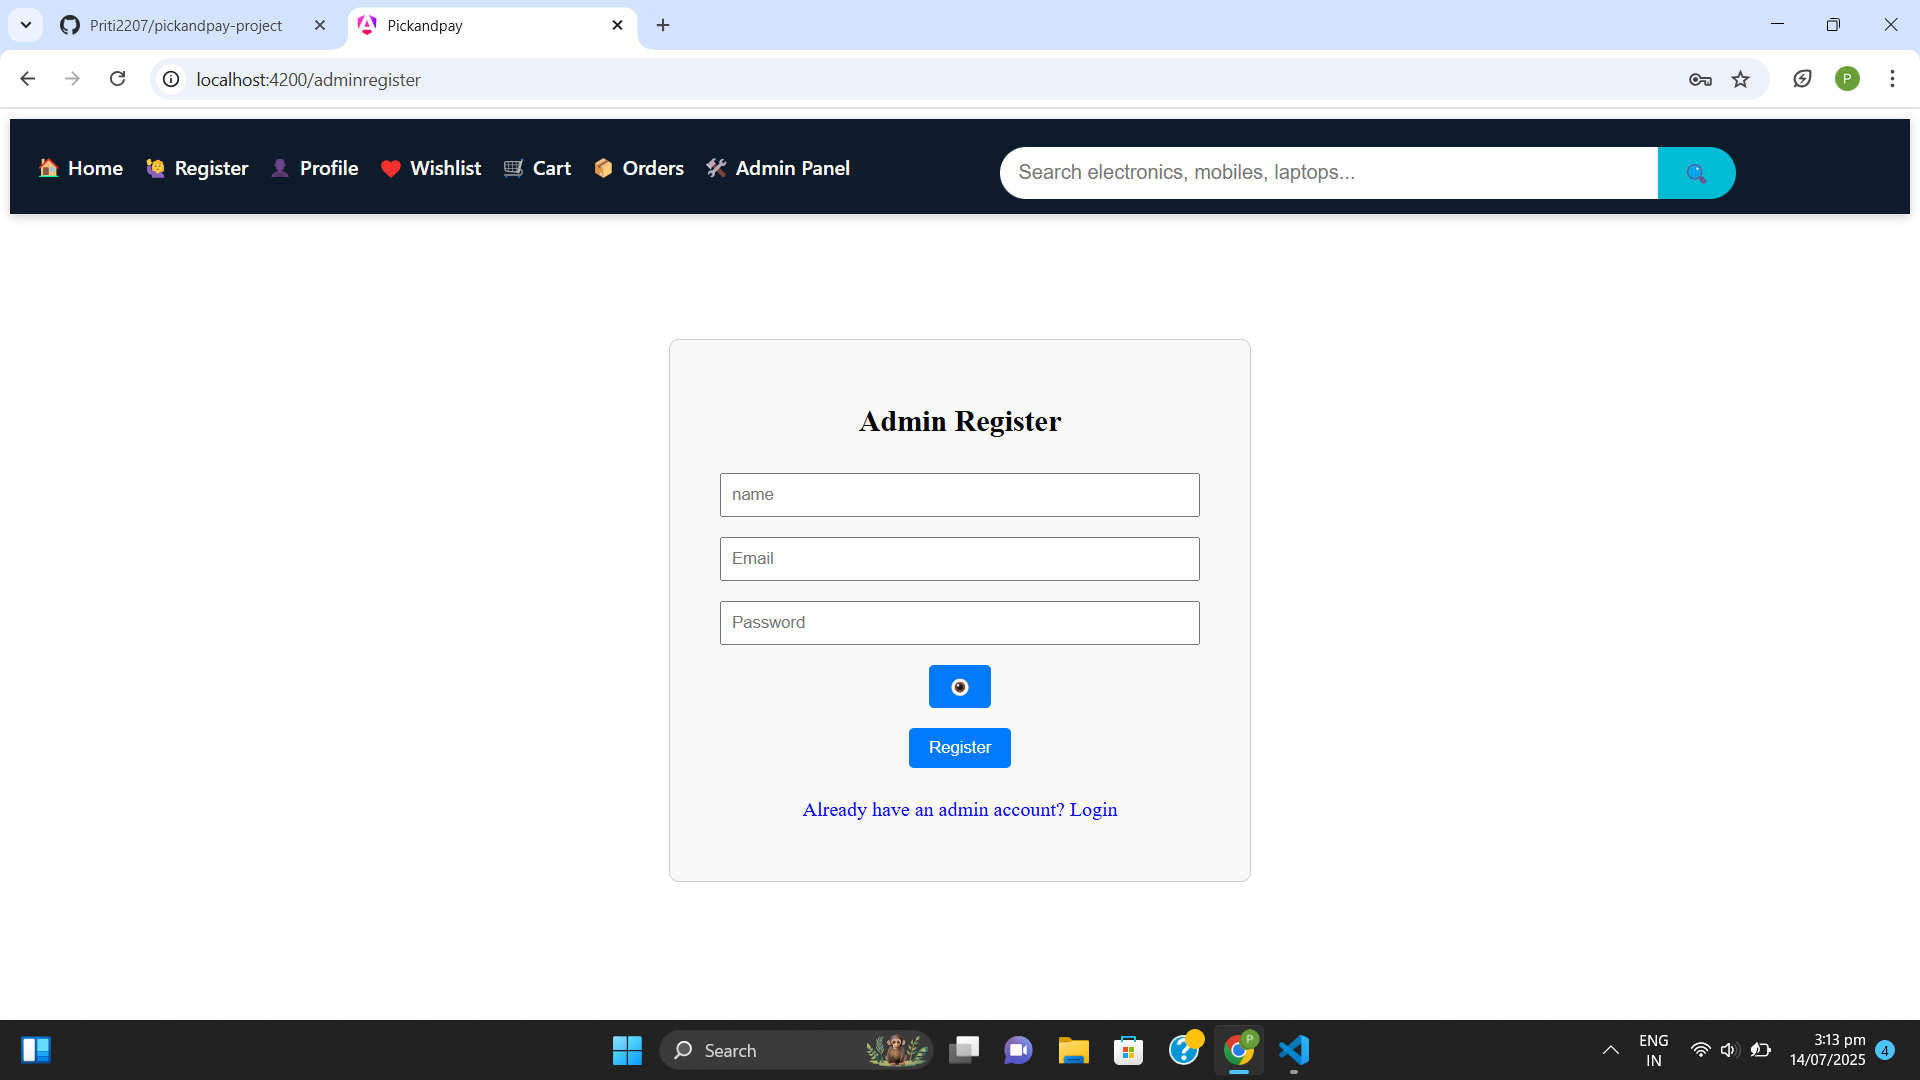 Priti2207/pickandpay-project
Pickandpay
localhost:4200/adminregister
P
Home Register Profile Wishlist Cart Orders Admin Panel
Search electronics, mobiles, laptops...
Admin Register
name
Email
Password
Register
Already have an admin account? Login
Search
P
ENG
IN
3:13 pm
14/07/2025
4